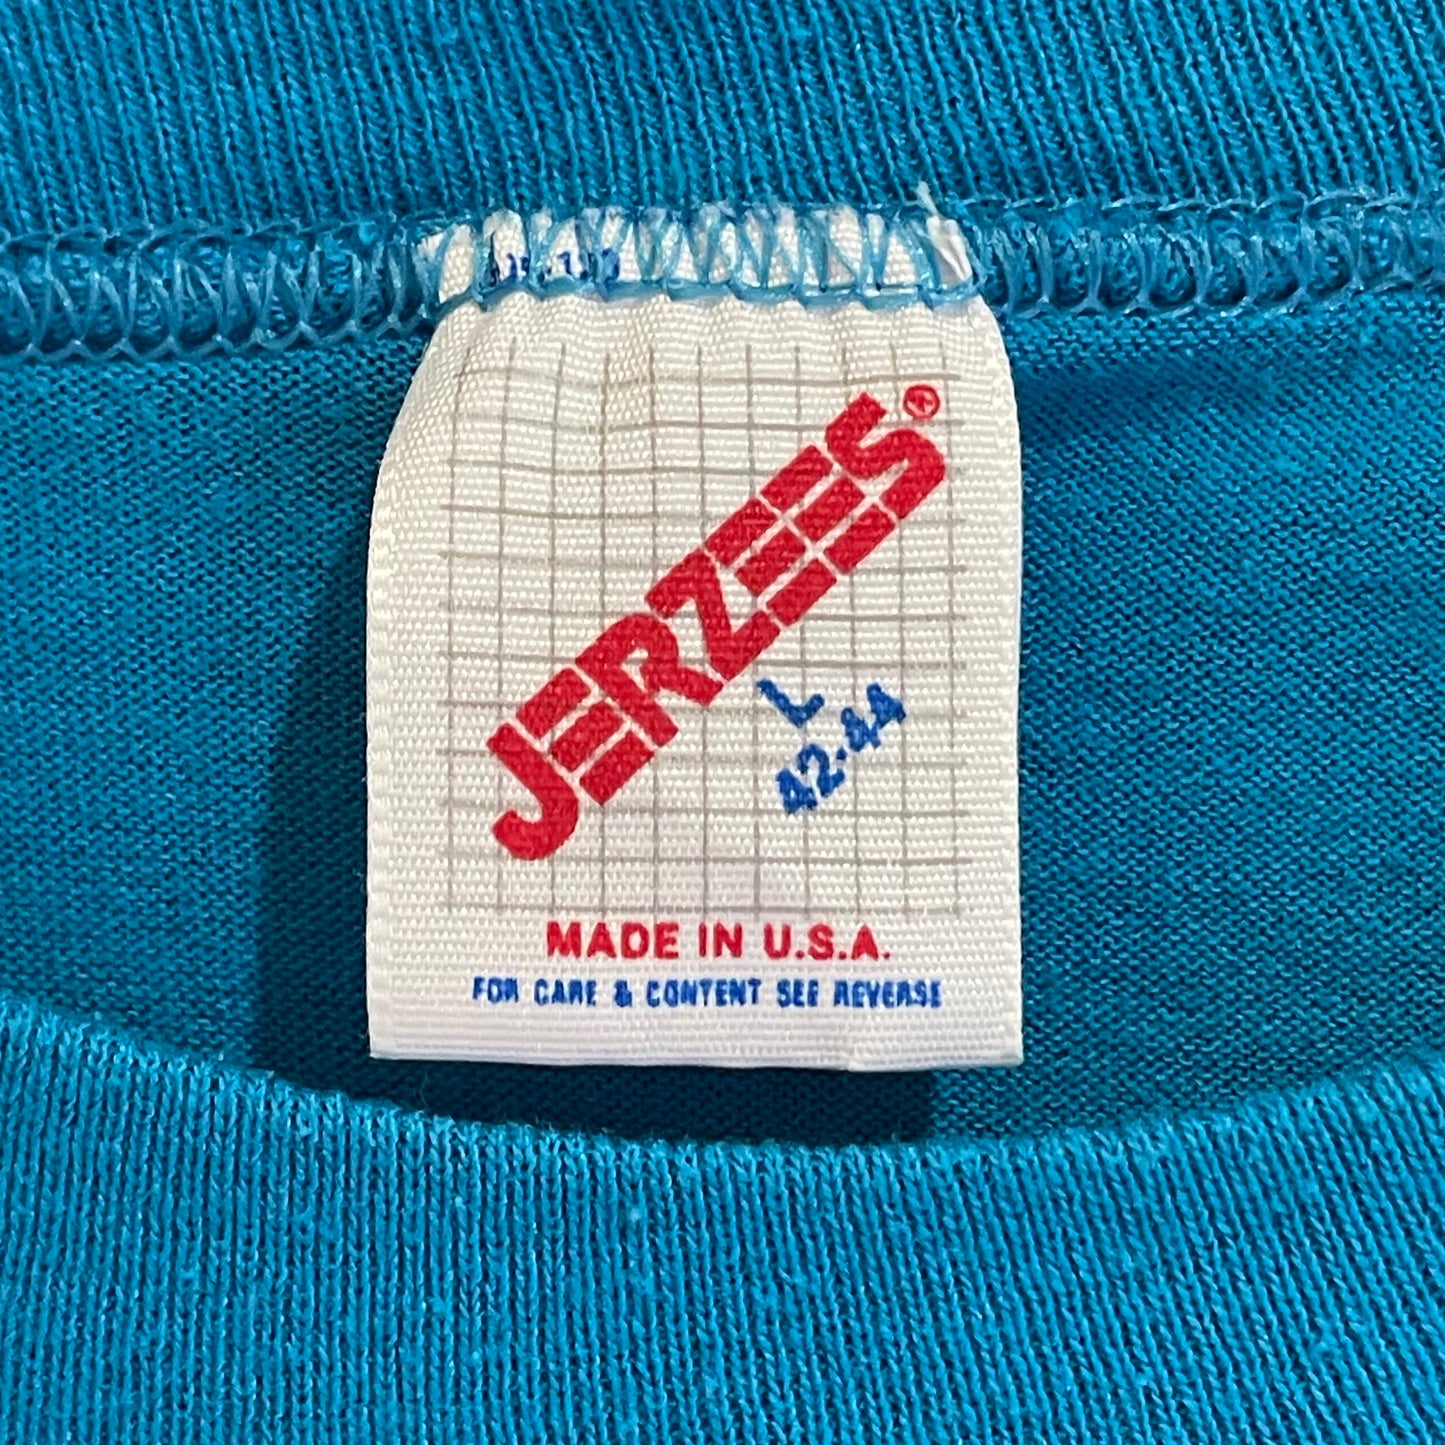 JERZEES®
L
42-44
MADE IN U.S.A.
FOR CARE & CONTENT SEE REVERSE